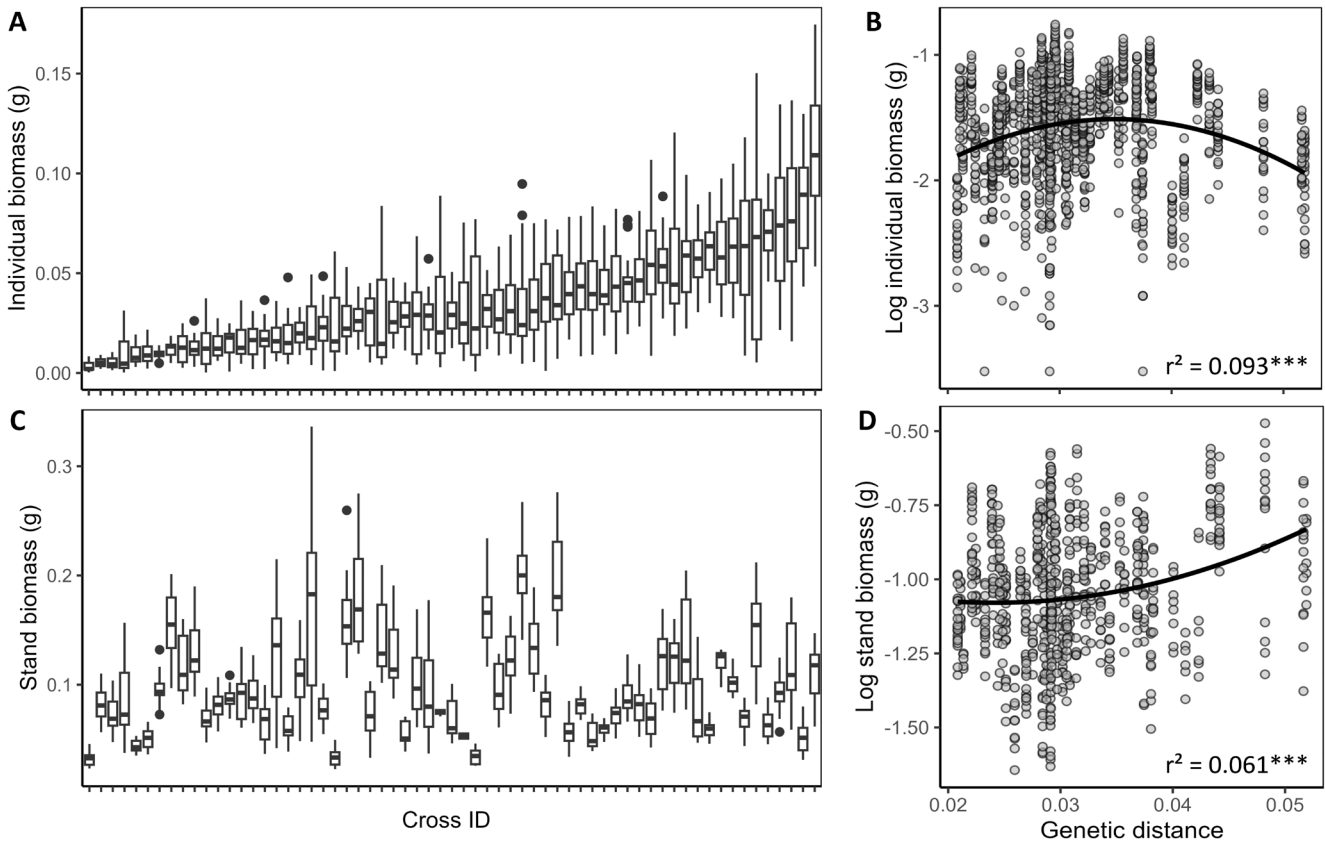 A
Individual biomass (g)
0.15
0.10
0.05
0.00
B
Log individual biomass (g)
-1
-2
-3
r² = 0.093***
C
Stand biomass (g)
0.3
0.2
0.1
Cross ID
D
Log stand biomass (g)
-0.50
-0.75
-1.00
-1.25
-1.50
r² = 0.061***
0.02 0.03 0.04 0.05
Genetic distance